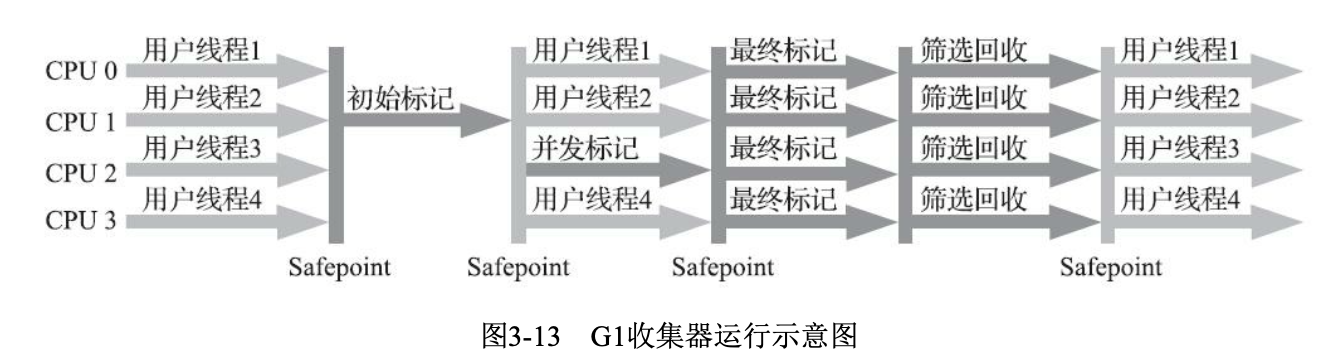 用户线程1 用户线程1 最终标记 筛选回收 用户线程1
CPU 0
用户线程2 初始标记 用户线程2 最终标记 筛选回收 用户线程2
CPU 1
用户线程3 并发标记 最终标记 筛选回收 用户线程3
CPU 2
用户线程4 用户线程4 最终标记 筛选回收 用户线程4
CPU 3
Safepoint Safepoint Safepoint Safepoint
图3-13 G1收集器运行示意图